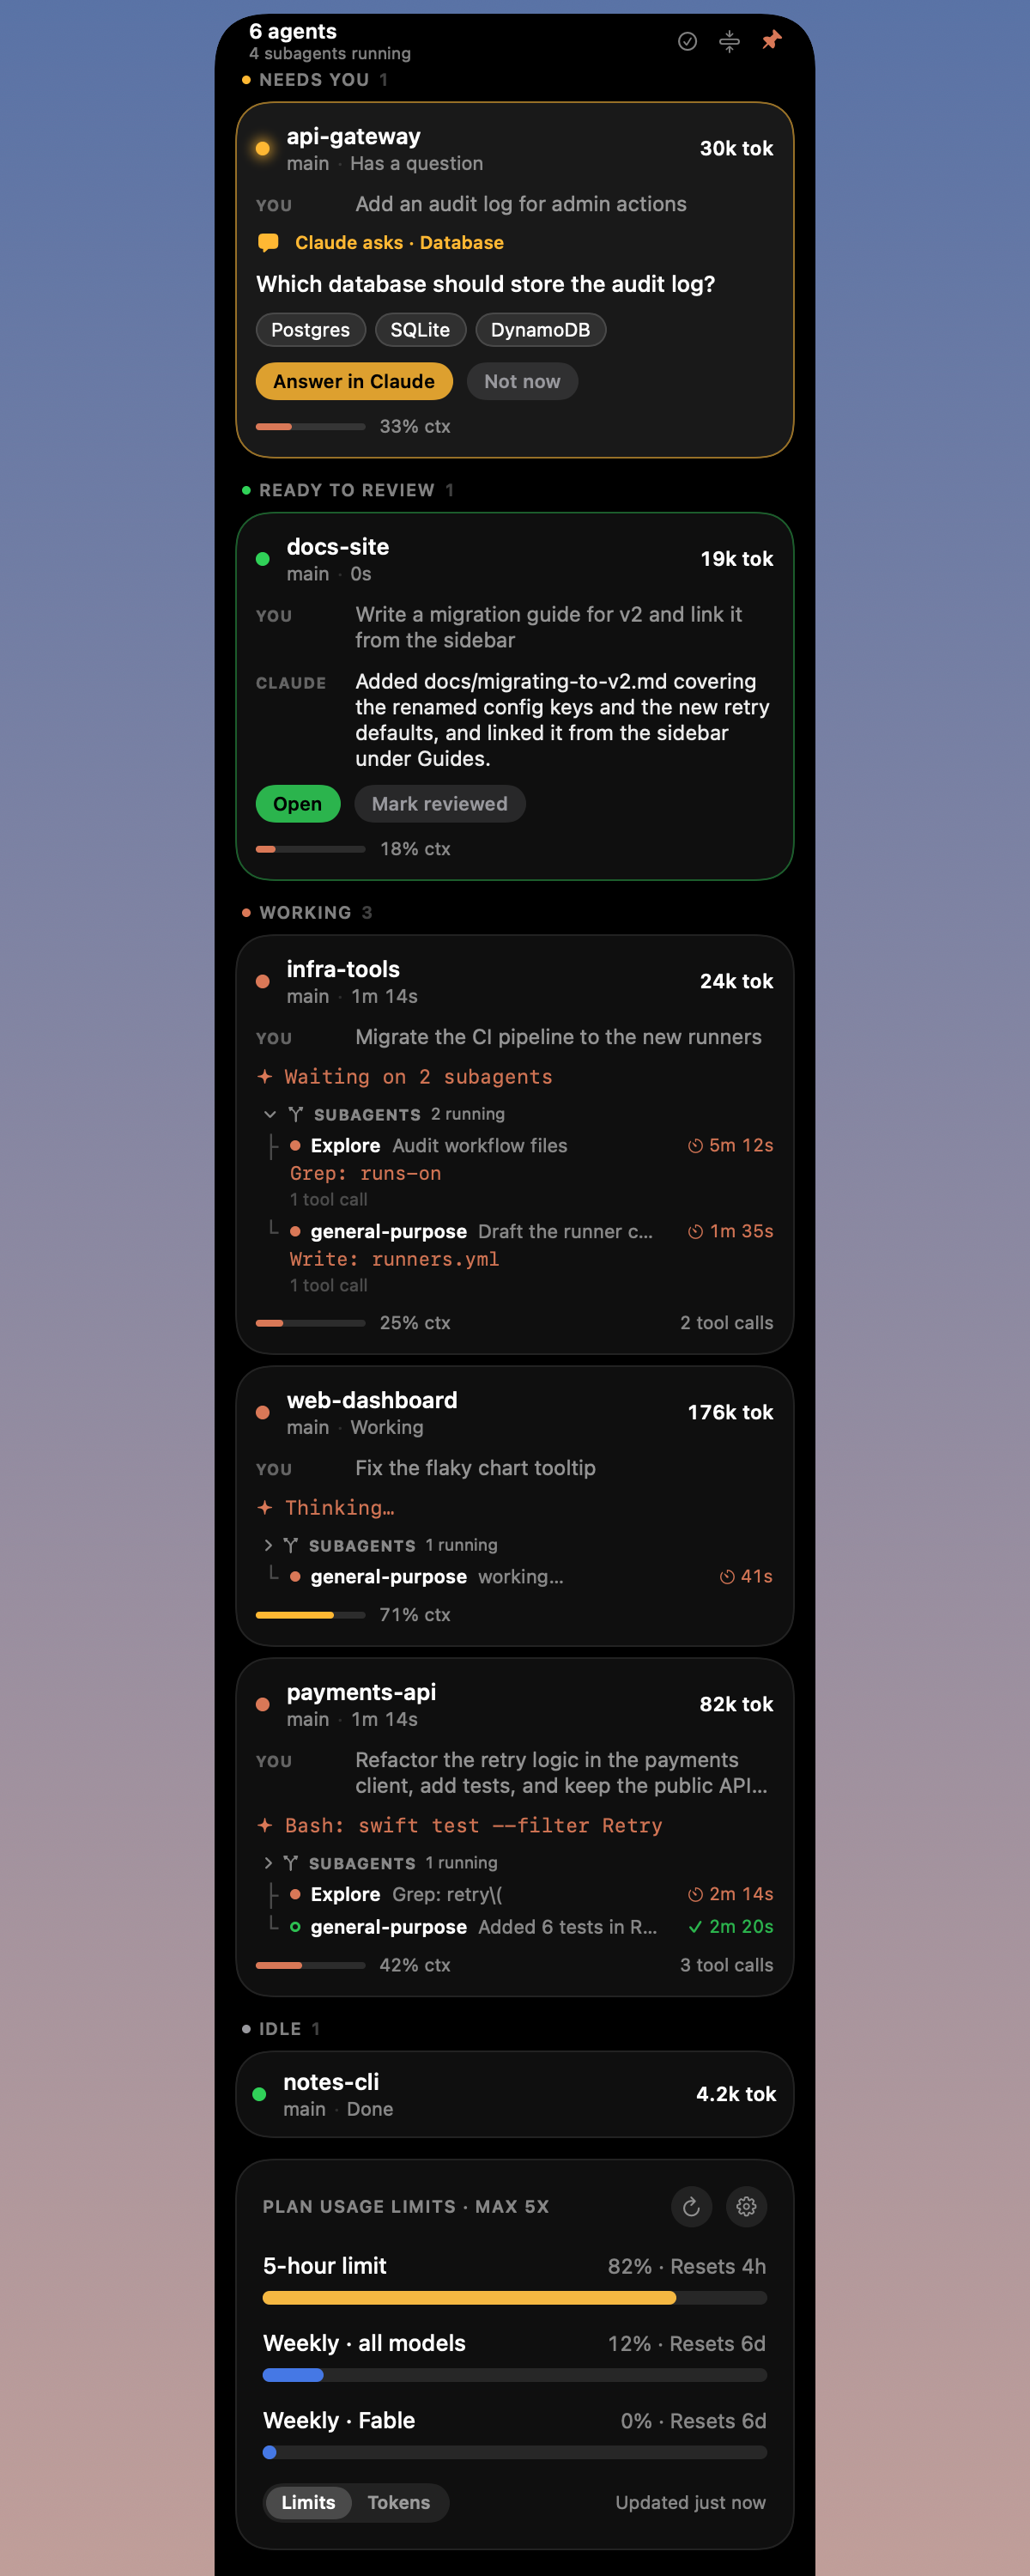 6 agents
4 subagents running
NEEDS YOU 1
api-gateway
30k tok
main · Has a question
YOU Add an audit log for admin actions
Claude asks · Database
Which database should store the audit log?
Postgres SQLite DynamoDB
Answer in Claude Not now
33% ctx
READY TO REVIEW 1
docs-site
19k tok
main · 0s
YOU Write a migration guide for v2 and link it
from the sidebar
CLAUDE Added docs/migrating-to-v2.md covering
the renamed config keys and the new retry
defaults, and linked it from the sidebar
under Guides.
Open Mark reviewed
18% ctx
WORKING 3
infra-tools
24k tok
main · 1m 14s
YOU Migrate the CI pipeline to the new runners
Waiting on 2 subagents
SUBAGENTS 2 running
Explore Audit workflow files 5m 12s
Grep: runs-on
1 tool call
general-purpose Draft the runner c... 1m 35s
Write: runners.yml
1 tool call
25% ctx 2 tool calls
web-dashboard
176k tok
main · Working
YOU Fix the flaky chart tooltip
Thinking…
SUBAGENTS 1 running
general-purpose working... 41s
71% ctx
payments-api
82k tok
main · 1m 14s
YOU Refactor the retry logic in the payments
client, add tests, and keep the public API...
Bash: swift test --filter Retry
SUBAGENTS 1 running
Explore Grep: retry\( 2m 14s
general-purpose Added 6 tests in R... 2m 20s
42% ctx 3 tool calls
IDLE 1
notes-cli
4.2k tok
main · Done
PLAN USAGE LIMITS · MAX 5X
5-hour limit 82% · Resets 4h
Weekly · all models 12% · Resets 6d
Weekly · Fable 0% · Resets 6d
Limits Tokens Updated just now